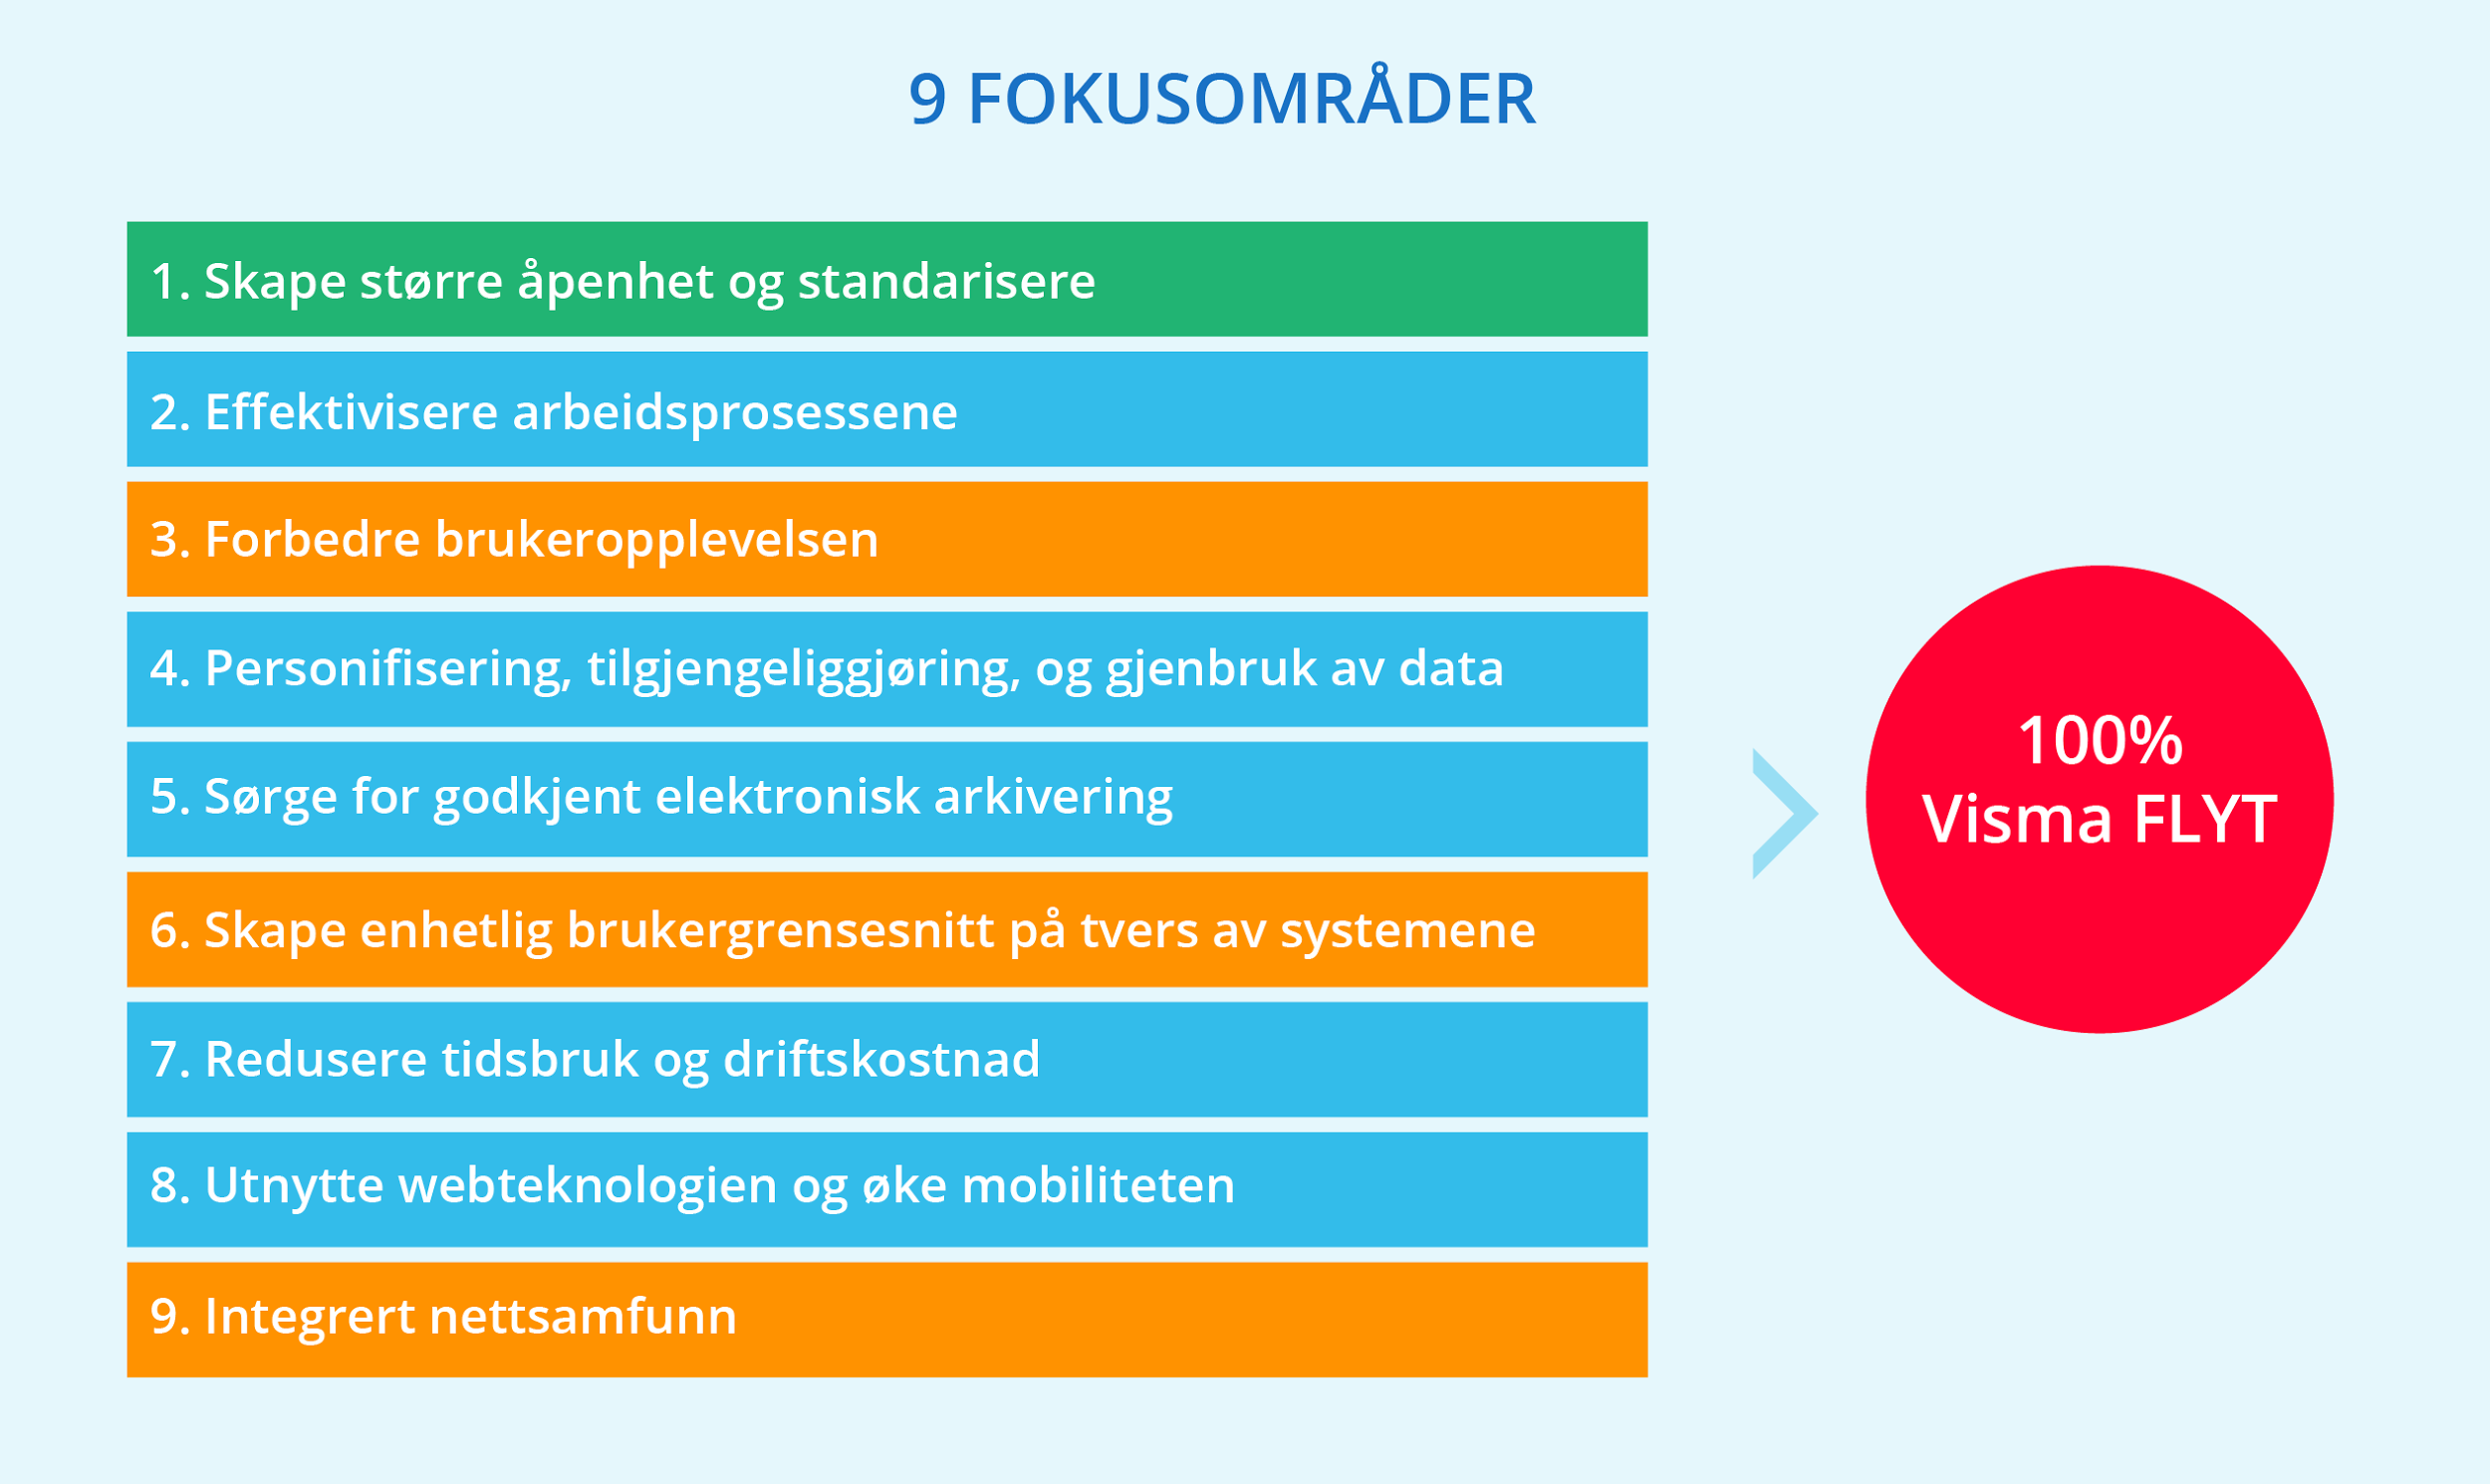 9 FOKUSOMRÅDER
1. Skape større åpenhet og standarisere
2. Effektivisere arbeidsprosessene
3. Forbedre brukeropplevelsen
4. Personifisering, tilgjengeliggjøring, og gjenbruk av data
5. Sørge for godkjent elektronisk arkivering
6. Skape enhetlig brukergrensesnitt på tvers av systemene
7. Redusere tidsbruk og driftskostnad
8. Utnytte webteknologien og øke mobiliteten
9. Integrert nettsamfunn
100%
Visma FLYT